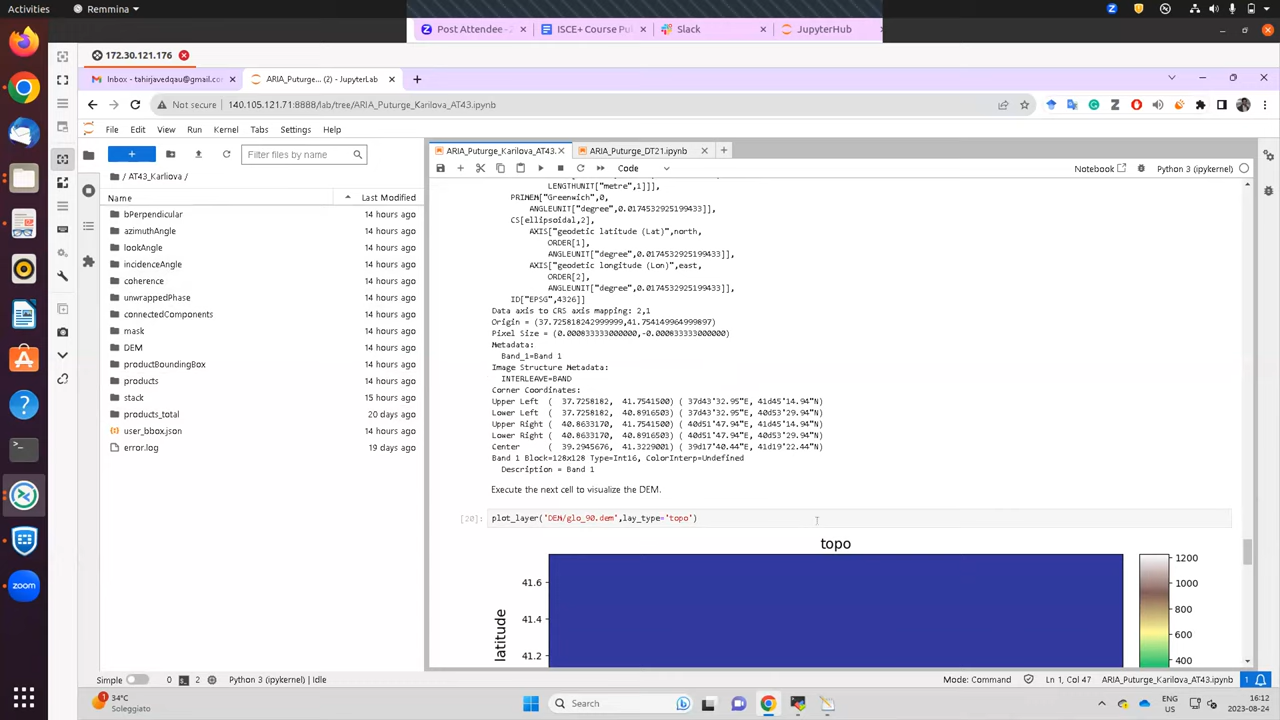 Activities
Remmina
Post Attendee -
ISCE+ Course Pul
Slack
JupyterHub
172.30.121.176
Inbox - tahirjavedqau@gmail.co
ARIA_Puturge... (2) - JupyterLab
Not secure
140.105.121.71:8888/lab/tree/ARIA_Puturge_Karilova_AT43.ipynb
File Edit View Run Kernel Tabs Settings Help
ARIA_Puturge_Karilova_AT43.
ARIA_Puturge_DT21.ipynb
Filter files by name
Code
Notebook
Python 3 (ipykernel)
/ AT43_Karliova /
Name
Last Modified
bPerpendicular 14 hours ago
azimuthAngle 14 hours ago
lookAngle 14 hours ago
incidenceAngle 14 hours ago
coherence 14 hours ago
unwrappedPhase 14 hours ago
connectedComponents 14 hours ago
mask 14 hours ago
DEM 14 hours ago
productBoundingBox 14 hours ago
products 14 hours ago
stack 15 hours ago
products_total 20 days ago
user_bbox.json 14 hours ago
error.log 19 days ago
LENGTHUNIT["metre",1]]],
PRIMEM["Greenwich",0,
ANGLEUNIT["degree",0.0174532925199433]],
CS[ellipsoidal,2],
AXIS["geodetic latitude (Lat)",north,
ORDER[1],
ANGLEUNIT["degree",0.0174532925199433]],
AXIS["geodetic longitude (Lon)",east,
ORDER[2],
ANGLEUNIT["degree",0.0174532925199433]],
ID["EPSG",4326]]
Data axis to CRS axis mapping: 2,1
Origin = (37.725818242999999,41.754149964999897)
Pixel Size = (0.000833333000000,-0.000833333000000)
Metadata:
Band_1=Band 1
Image Structure Metadata:
INTERLEAVE=BAND
Corner Coordinates:
Upper Left ( 37.7258182, 41.7541500) ( 37d43'32.95"E, 41d45'14.94"N)
Lower Left ( 37.7258182, 40.8916503) ( 37d43'32.95"E, 40d53'29.94"N)
Upper Right ( 40.8633170, 41.7541500) ( 40d51'47.94"E, 41d45'14.94"N)
Lower Right ( 40.8633170, 40.8916503) ( 40d51'47.94"E, 40d53'29.94"N)
Center ( 39.2945676, 41.3229001) ( 39d17'40.44"E, 41d19'22.44"N)
Band 1 Block=128x128 Type=Int16, ColorInterp=Undefined
Description = Band 1
Execute the next cell to visualize the DEM.
[20]: plot_layer('DEM/glo_90.dem',lay_type='topo')
topo
41.6
41.4
41.2
latitude
1200
1000
800
600
400
Simple 0 2 Python 3 (ipykernel) | Idle
Mode: Command
Ln 1, Col 47
ARIA_Puturge_Karilova_AT43.ipynb
1
zoom
34°C
Soleggiato
Search
ENG
US
16:12
2023-08-24